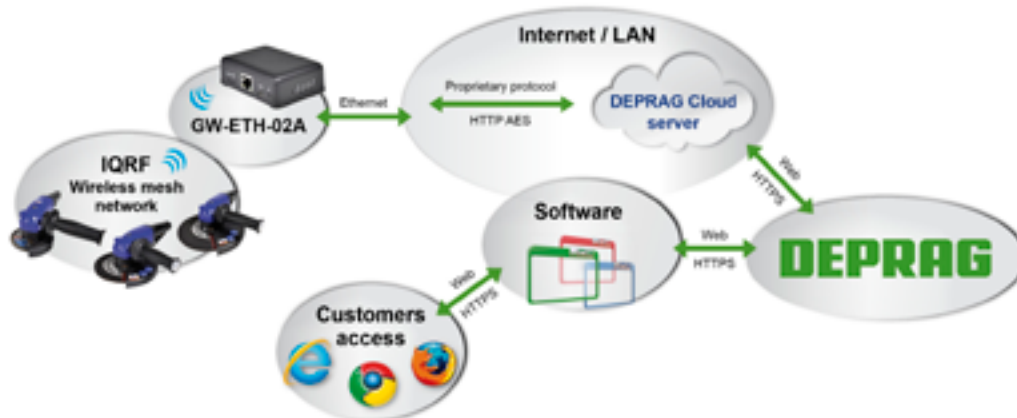 Internet / LAN
Proprietary protocol
HTTP AES
DEPRAG Cloud
server
Ethernet
GW-ETH-02A
IQRF
Wireless mesh
network
Web
HTTPS
Software
Web
HTTPS
DEPRAG
Web
HTTPS
Customers
access